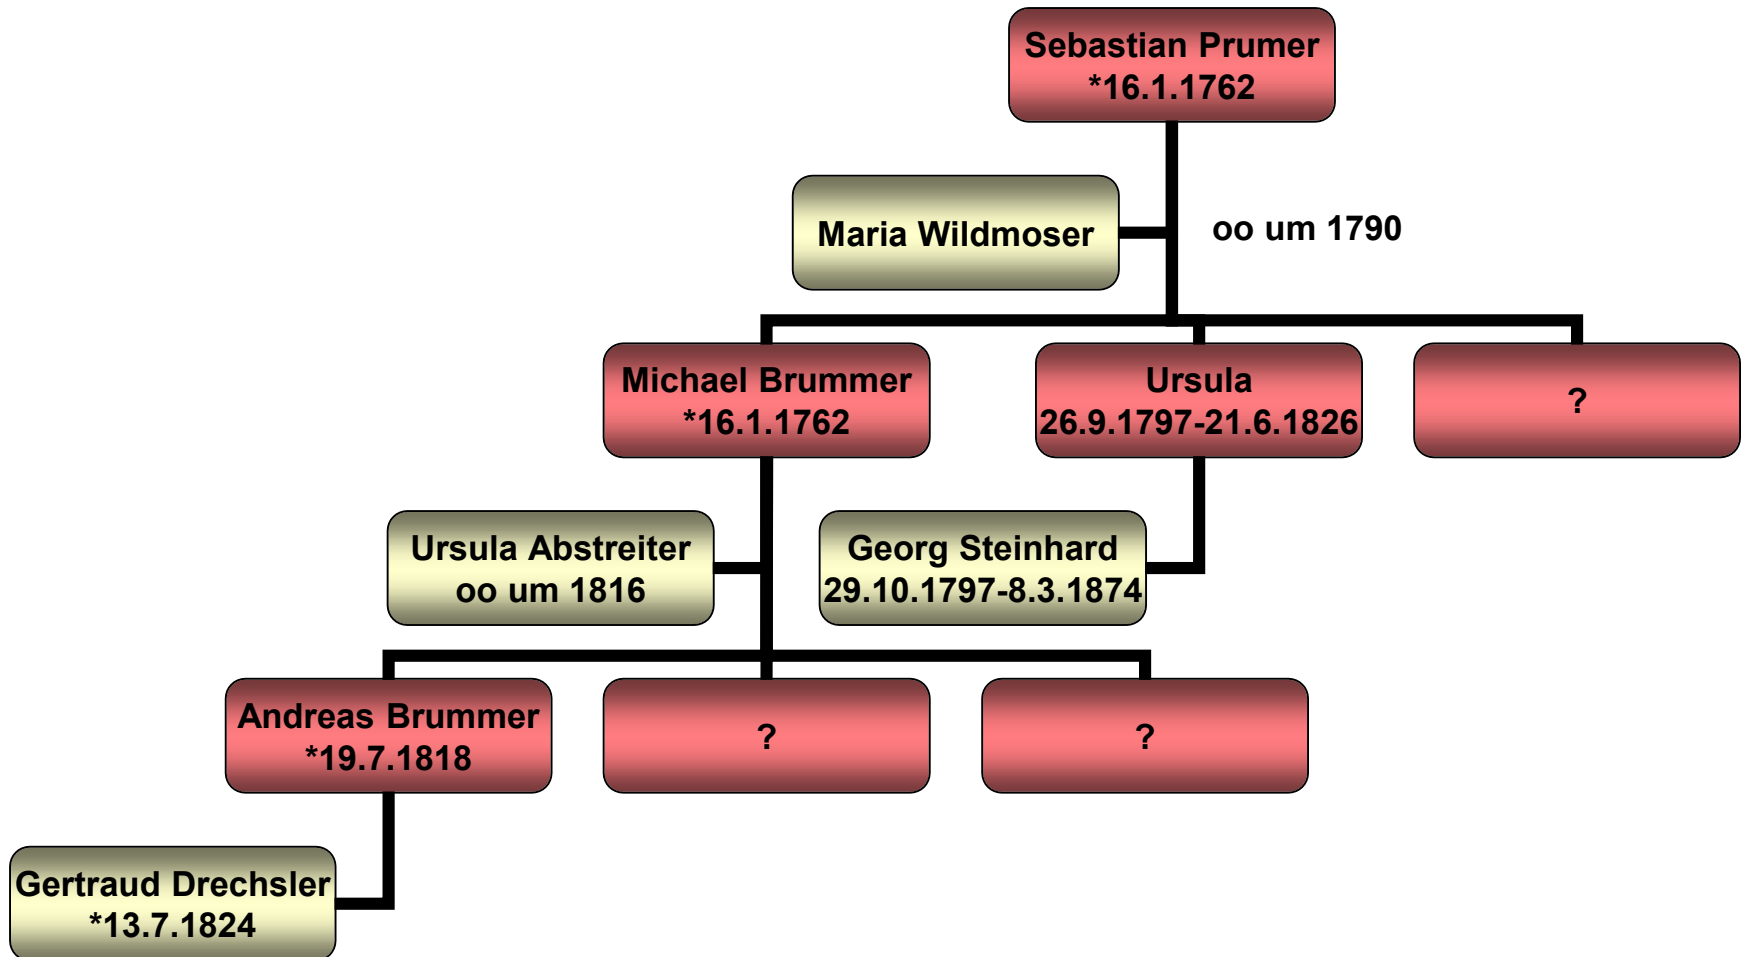 Sebastian Prumer
*16.1.1762
Maria Wildmoser
oo um 1790
Michael Brummer
*16.1.1762
Ursula
26.9.1797-21.6.1826
?
Ursula Abstreiter
oo um 1816
Georg Steinhard
29.10.1797-8.3.1874
Andreas Brummer
*19.7.1818
?
?
Gertraud Drechsler
*13.7.1824